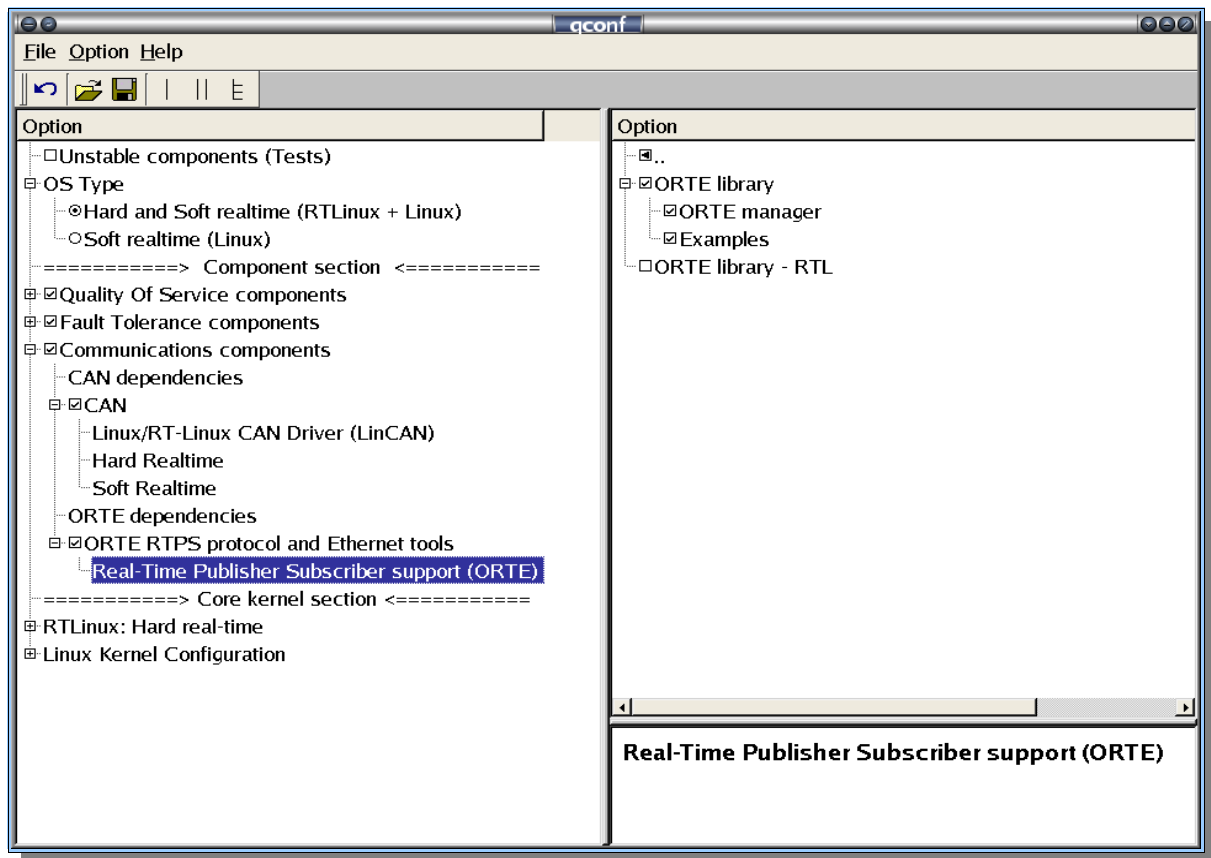 qconf
File Option Help
Option
Unstable components (Tests)
OS Type
Hard and Soft realtime (RTLinux + Linux)
Soft realtime (Linux)
===========> Component section <===========
Quality Of Service components
Fault Tolerance components
Communications components
CAN dependencies
CAN
Linux/RT-Linux CAN Driver (LinCAN)
Hard Realtime
Soft Realtime
ORTE dependencies
ORTE RTPS protocol and Ethernet tools
Real-Time Publisher Subscriber support (ORTE)
===========> Core kernel section <===========
RTLinux: Hard real-time
Linux Kernel Configuration
Option
..
ORTE library
ORTE manager
Examples
ORTE library - RTL
Real-Time Publisher Subscriber support (ORTE)